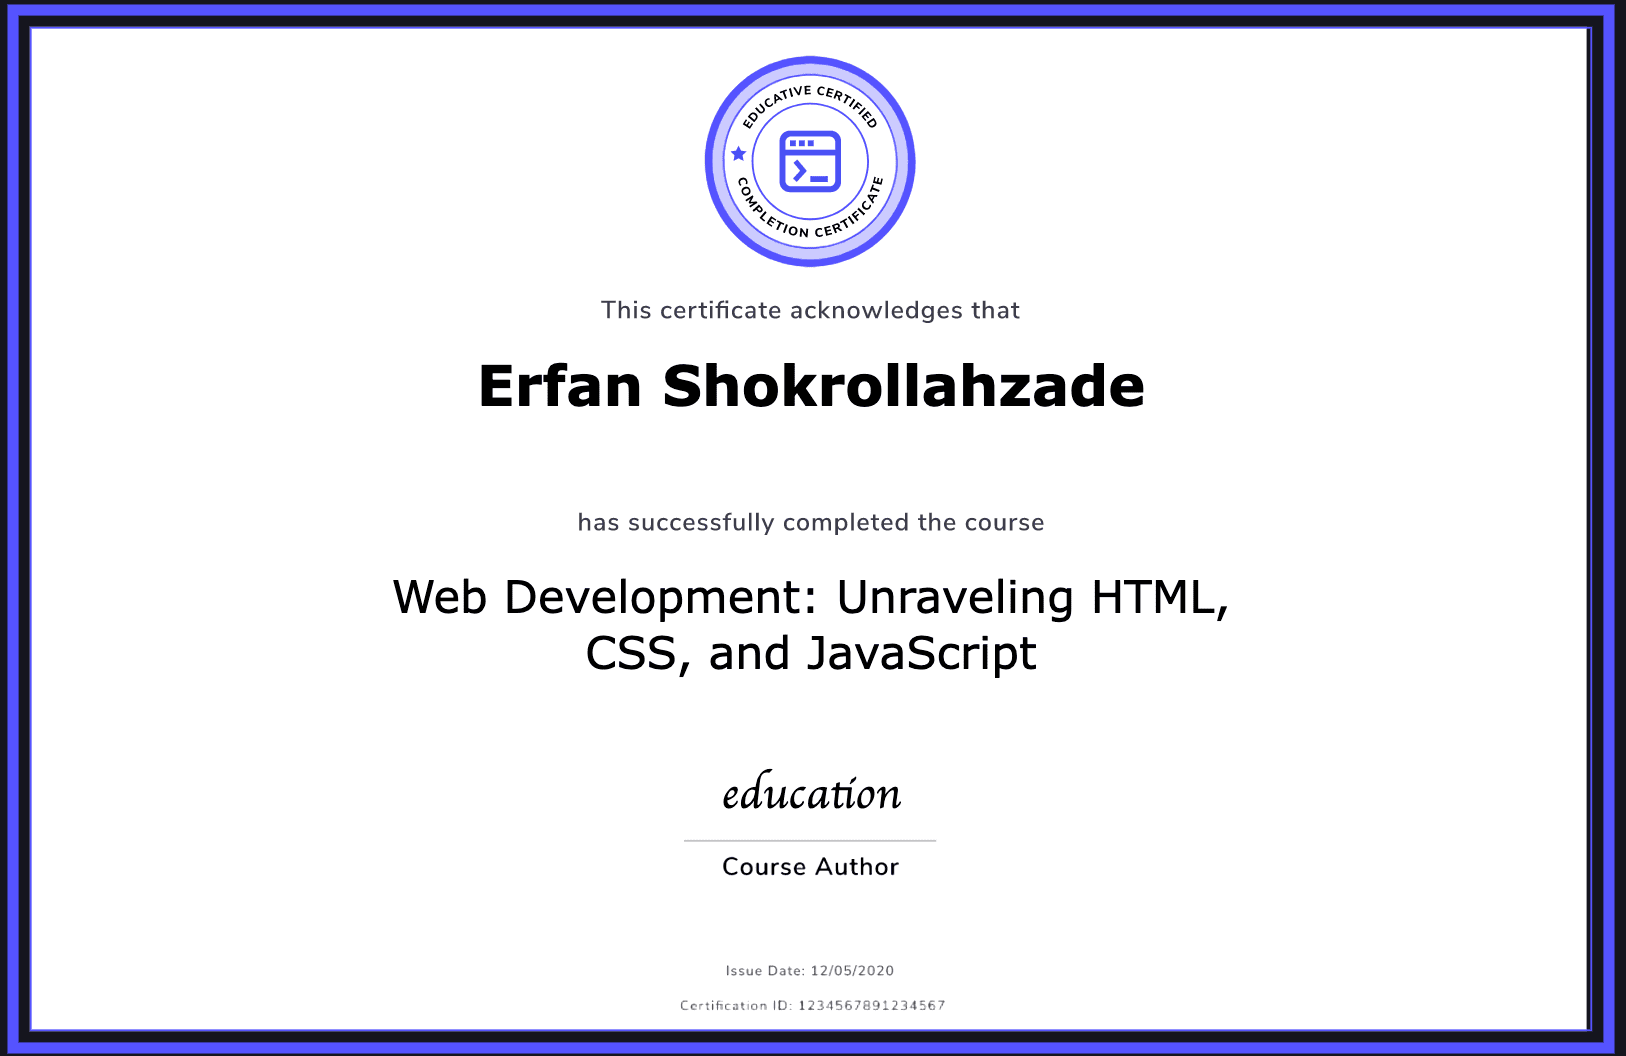 EDUCATIVE CERTIFIED
COMPLETION CERTIFICATE
This certificate acknowledges that
Erfan Shokrollahzade
has successfully completed the course
Web Development: Unraveling HTML,
CSS, and JavaScript
education
Course Author
Issue Date: 12/05/2020
Certification ID: 1234567891234567